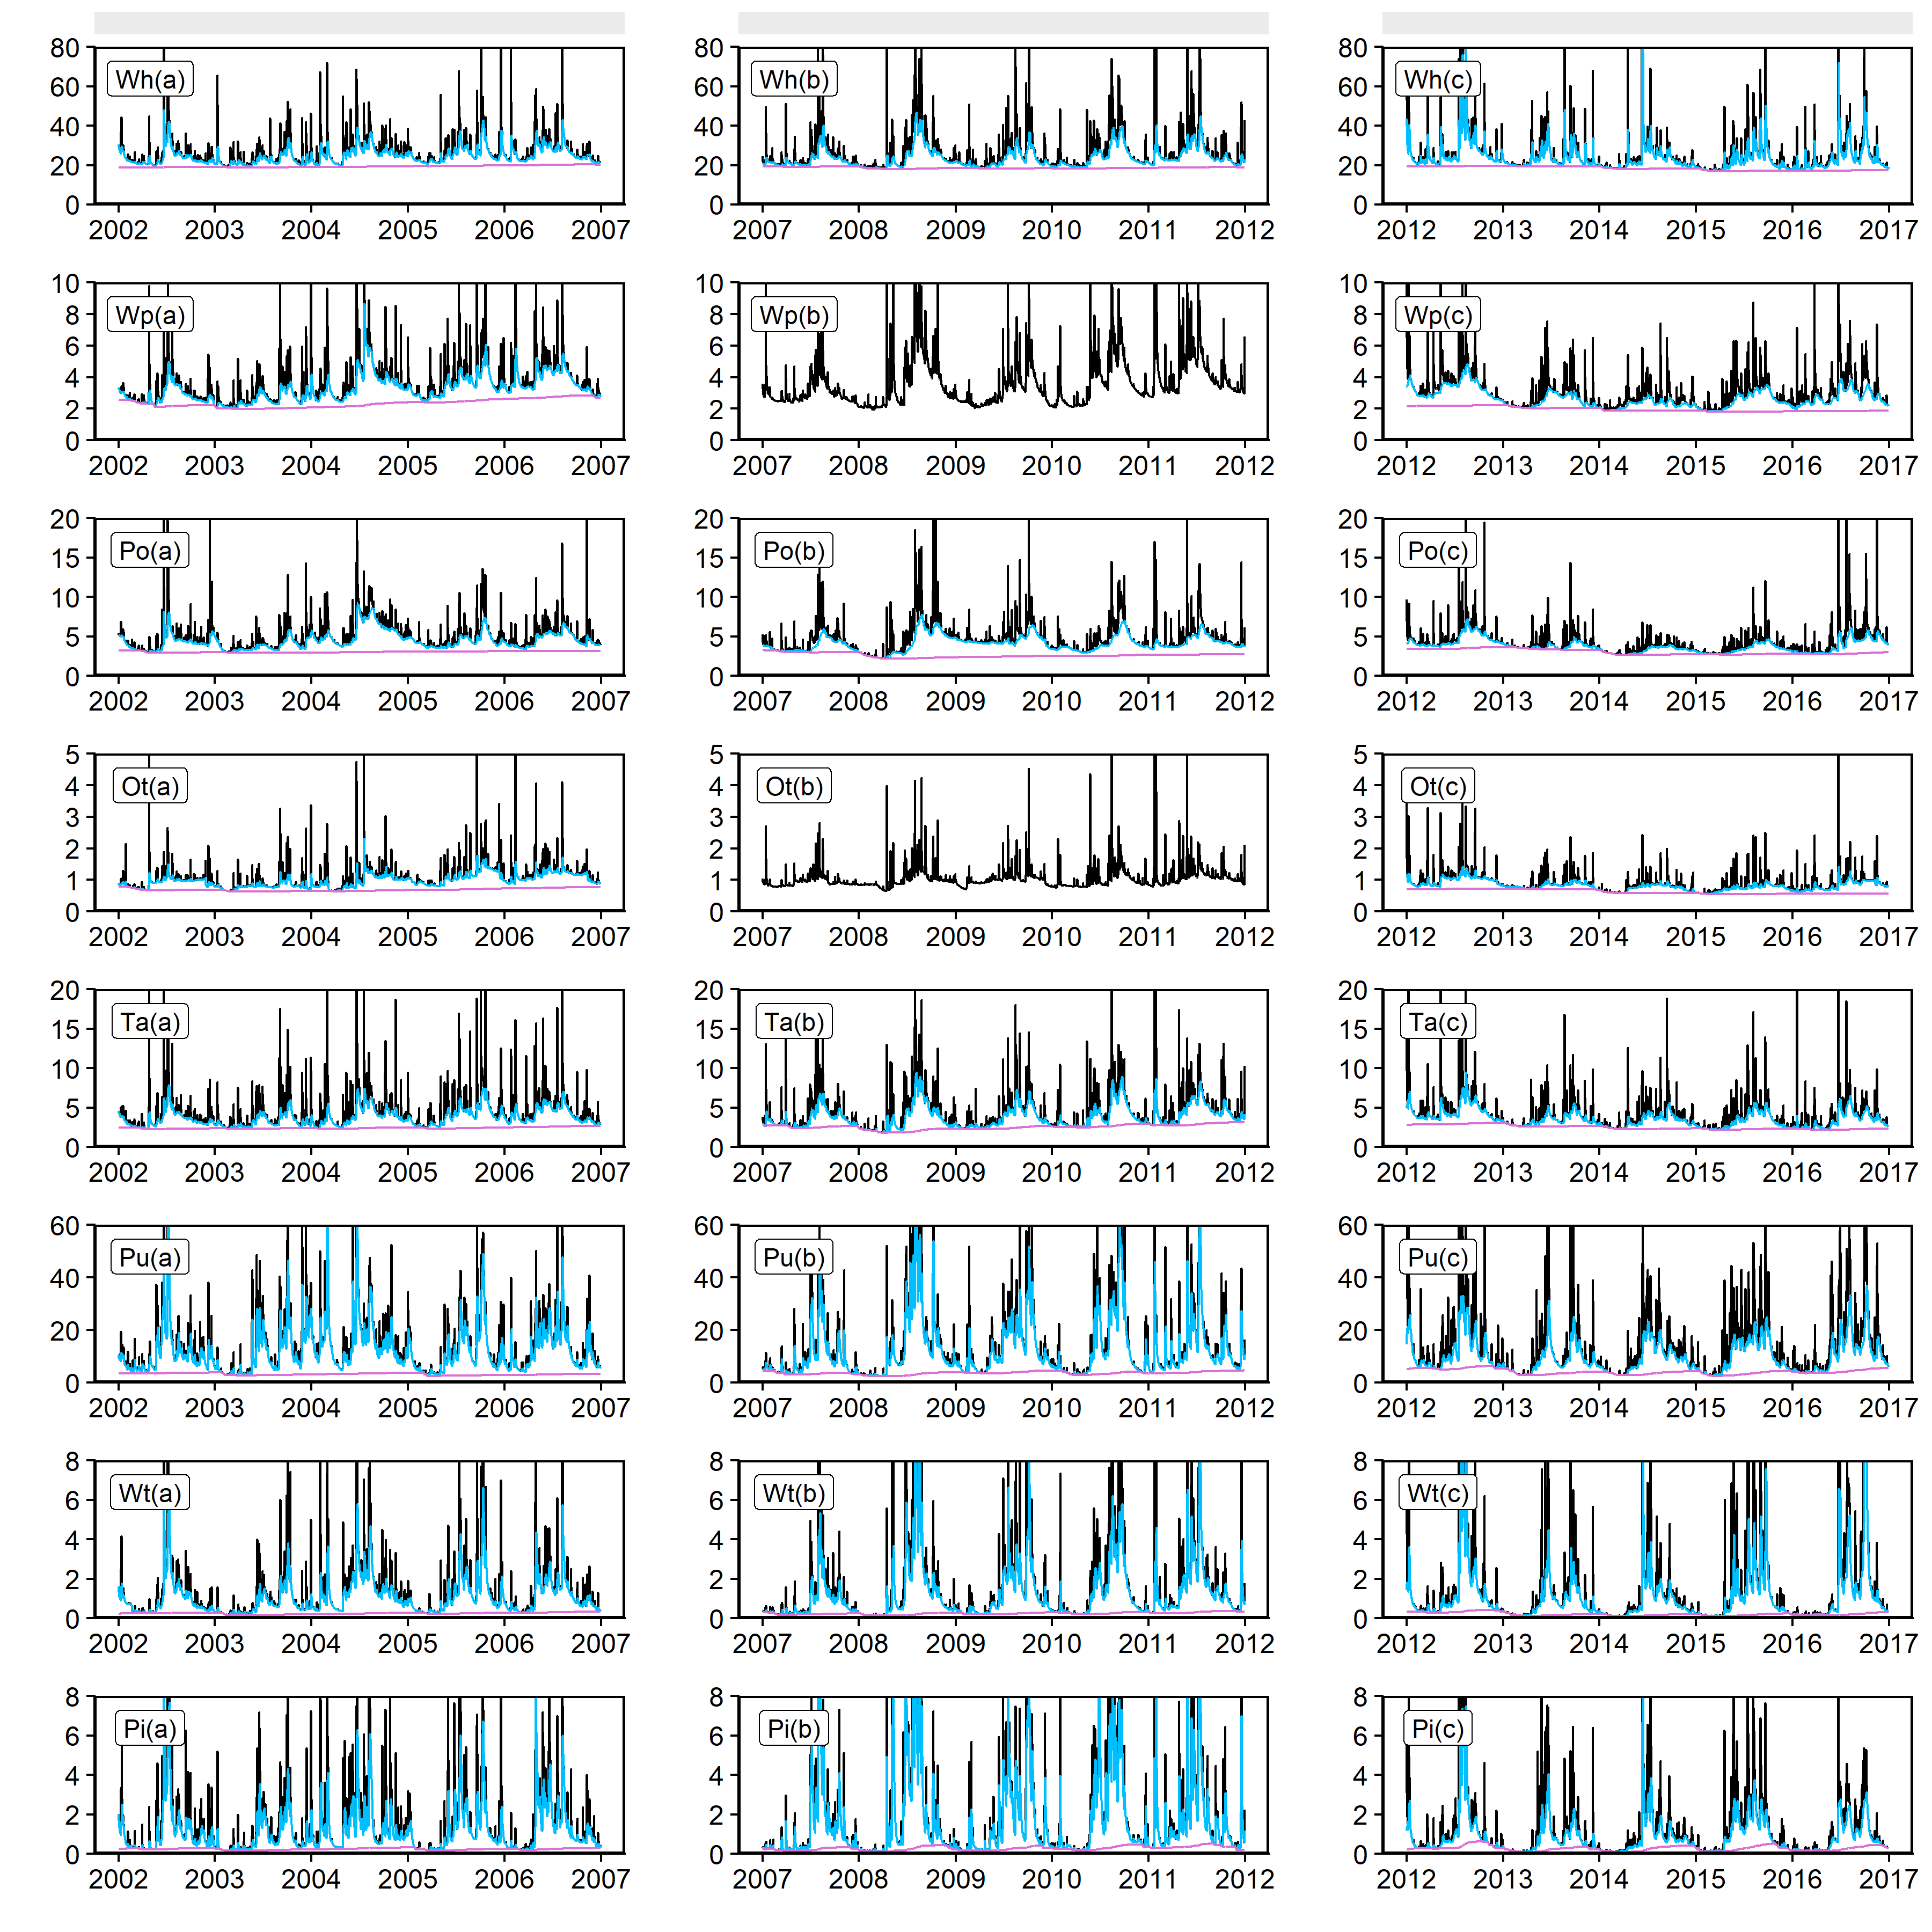 80 60 40 20 0 Wh(a) 2002 2003 2004 2005 2006 2007
80 60 40 20 0 Wh(b) 2007 2008 2009 2010 2011 2012
80 60 40 20 0 Wh(c) 2012 2013 2014 2015 2016 2017
10 8 6 4 2 0 Wp(a) 2002 2003 2004 2005 2006 2007
10 8 6 4 2 0 Wp(b) 2007 2008 2009 2010 2011 2012
10 8 6 4 2 0 Wp(c) 2012 2013 2014 2015 2016 2017
20 15 10 5 0 Po(a) 2002 2003 2004 2005 2006 2007
20 15 10 5 0 Po(b) 2007 2008 2009 2010 2011 2012
20 15 10 5 0 Po(c) 2012 2013 2014 2015 2016 2017
5 4 3 2 1 0 Ot(a) 2002 2003 2004 2005 2006 2007
5 4 3 2 1 0 Ot(b) 2007 2008 2009 2010 2011 2012
5 4 3 2 1 0 Ot(c) 2012 2013 2014 2015 2016 2017
20 15 10 5 0 Ta(a) 2002 2003 2004 2005 2006 2007
20 15 10 5 0 Ta(b) 2007 2008 2009 2010 2011 2012
20 15 10 5 0 Ta(c) 2012 2013 2014 2015 2016 2017
60 40 20 0 Pu(a) 2002 2003 2004 2005 2006 2007
60 40 20 0 Pu(b) 2007 2008 2009 2010 2011 2012
60 40 20 0 Pu(c) 2012 2013 2014 2015 2016 2017
8 6 4 2 0 Wt(a) 2002 2003 2004 2005 2006 2007
8 6 4 2 0 Wt(b) 2007 2008 2009 2010 2011 2012
8 6 4 2 0 Wt(c) 2012 2013 2014 2015 2016 2017
8 6 4 2 0 Pi(a) 2002 2003 2004 2005 2006 2007
8 6 4 2 0 Pi(b) 2007 2008 2009 2010 2011 2012
8 6 4 2 0 Pi(c) 2012 2013 2014 2015 2016 2017